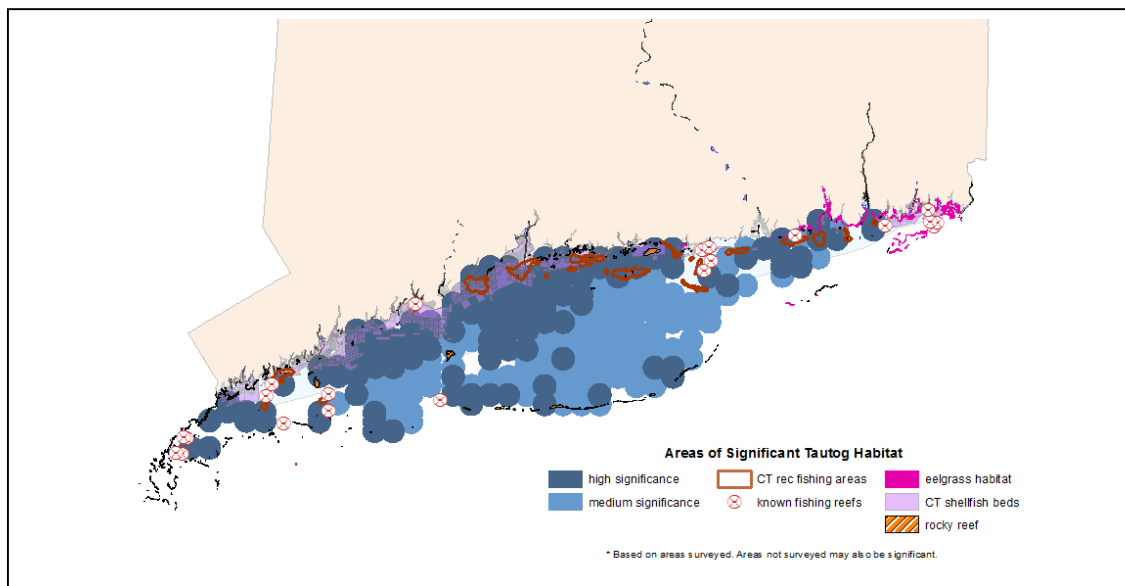 Areas of Significant Tautog Habitat
high significance
CT rec fishing areas
eelgrass habitat
medium significance
known fishing reefs
CT shellfish beds
rocky reef
* Based on areas surveyed. Areas not surveyed may also be significant.